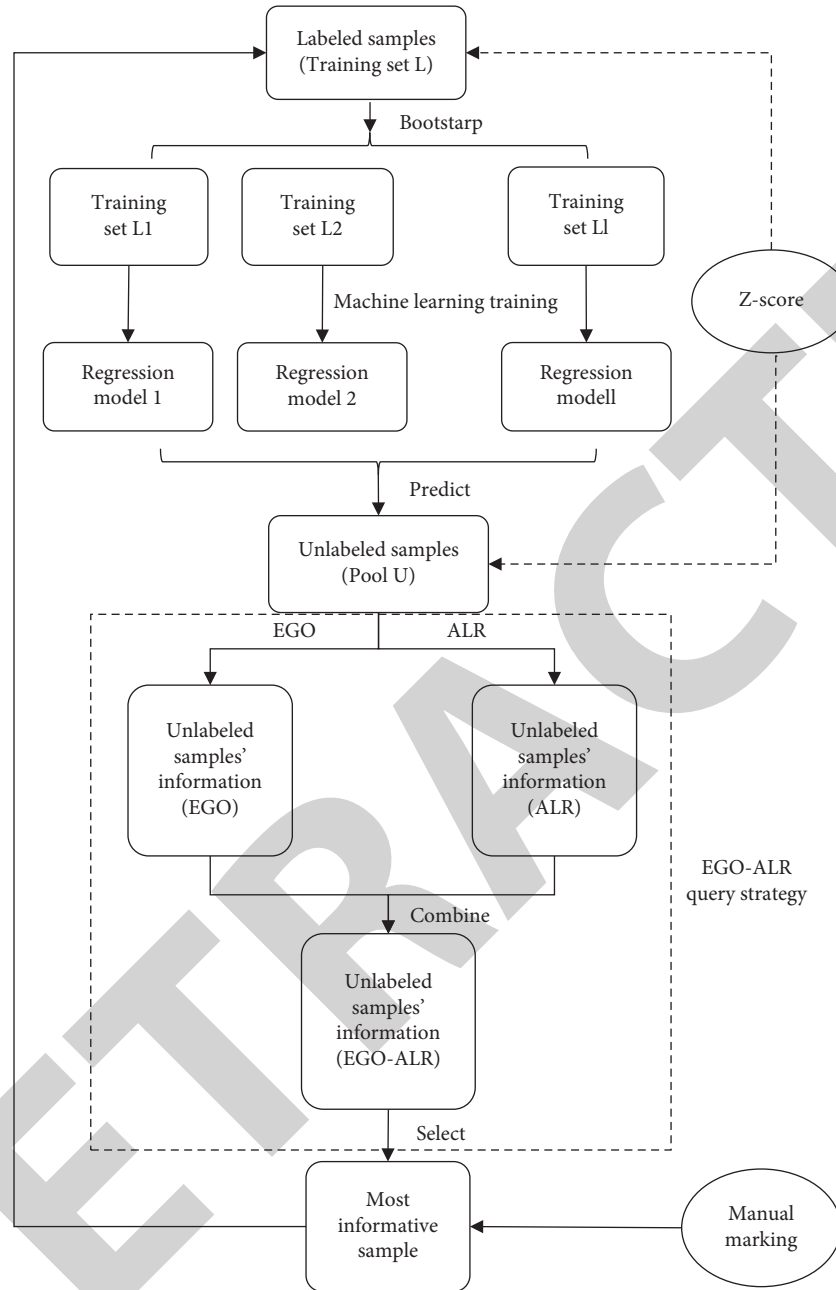 Labeled samples
(Training set L)
Bootstarp
Training
set L1
Training
set L2
Training
set Ll
Machine learning training
Z-score
Regression
model 1
Regression
model 2
Regression
modell
Predict
Unlabeled samples
(Pool U)
EGO
ALR
Unlabeled
samples’
information
(EGO)
Unlabeled
samples’
information
(ALR)
EGO-ALR
query strategy
Combine
Unlabeled
samples’
information
(EGO-ALR)
Select
Most
informative
sample
Manual
marking
ETRACT